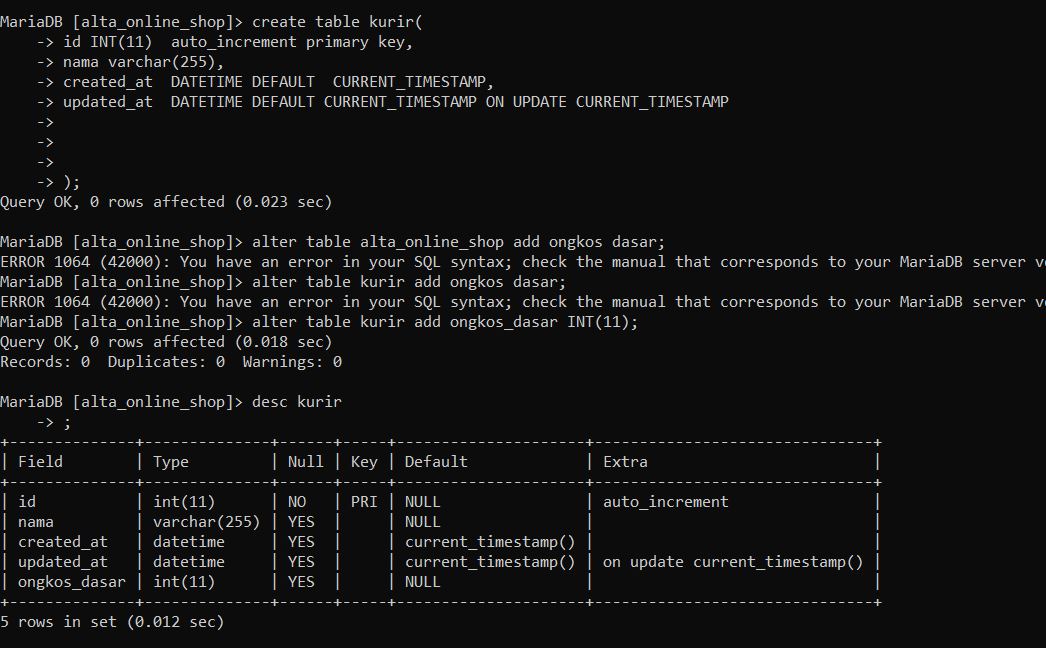 MariaDB [alta_online_shop]> create table kurir(
    -> id INT(11)  auto_increment primary key,
    -> nama varchar(255),
    -> created_at  DATETIME DEFAULT  CURRENT_TIMESTAMP,
    -> updated_at  DATETIME DEFAULT CURRENT_TIMESTAMP ON UPDATE CURRENT_TIMESTAMP
    ->
    ->
    ->
    -> );
Query OK, 0 rows affected (0.023 sec)

MariaDB [alta_online_shop]> alter table alta_online_shop add ongkos dasar;
ERROR 1064 (42000): You have an error in your SQL syntax; check the manual that corresponds to your MariaDB server
MariaDB [alta_online_shop]> alter table kurir add ongkos dasar;
ERROR 1064 (42000): You have an error in your SQL syntax; check the manual that corresponds to your MariaDB server
MariaDB [alta_online_shop]> alter table kurir add ongkos_dasar INT(11);
Query OK, 0 rows affected (0.018 sec)
Records: 0  Duplicates: 0  Warnings: 0

MariaDB [alta_online_shop]> desc kurir
    -> ;
+--------------+--------------+------+-----+---------------------+-------------------------------+
| Field        | Type         | Null | Key | Default             | Extra                         |
+--------------+--------------+------+-----+---------------------+-------------------------------+
| id           | int(11)      | NO   | PRI | NULL                | auto_increment                |
| nama         | varchar(255) | YES  |     | NULL                |                               |
| created_at   | datetime     | YES  |     | current_timestamp() |                               |
| updated_at   | datetime     | YES  |     | current_timestamp() | on update current_timestamp() |
| ongkos_dasar | int(11)      | YES  |     | NULL                |                               |
+--------------+--------------+------+-----+---------------------+-------------------------------+
5 rows in set (0.012 sec)